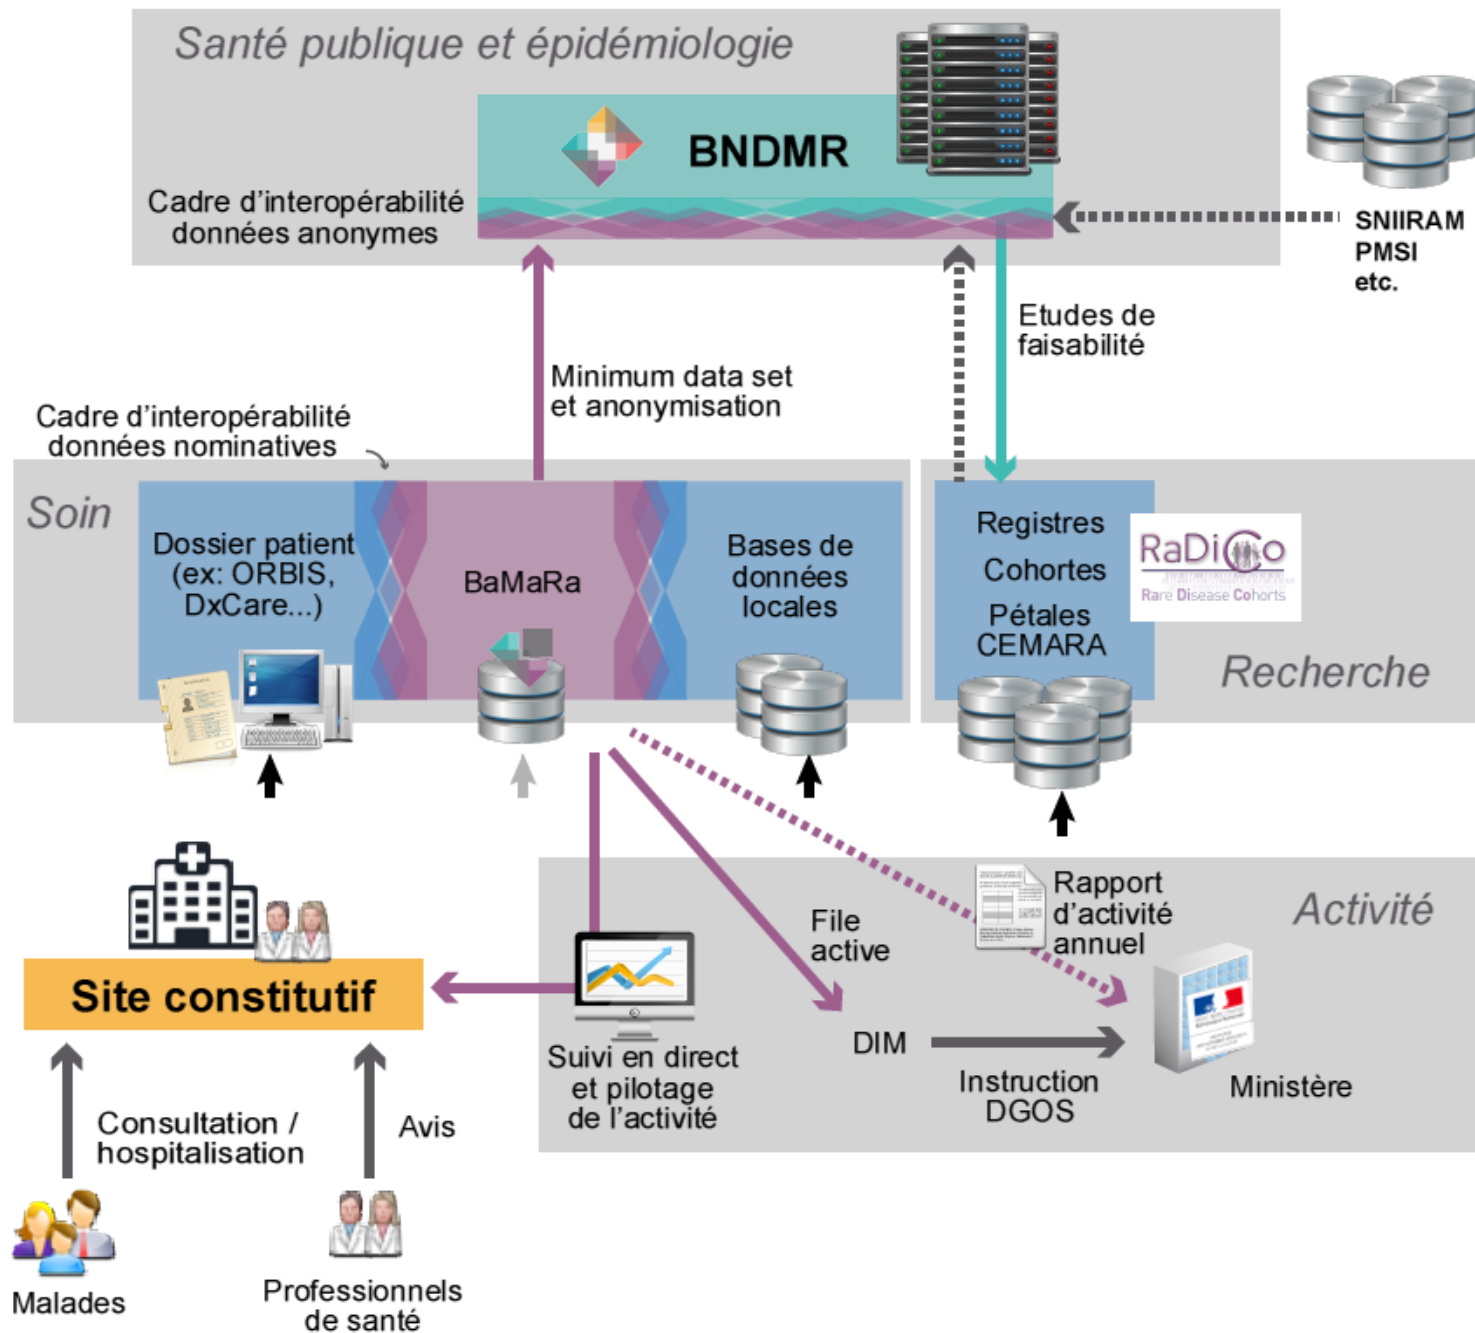 Santé publique et épidémiologie
BNDMR
Cadre d'interopérabilité
données anonymes
SNIIRAM
PMSI
etc.
Etudes de
faisabilité
Minimum data set
et anonymisation
Cadre d'interopérabilité
données nominatives
Soin
Dossier patient
(ex: ORBIS,
DxCare...)
BaMaRa
Bases de
données
locales
Registres
Cohortes
Pétales
CEMARA
RaDiCo
Rare Disease Cohorts
Recherche
Rapport
d'activité
annuel
Activité
File
active
Site constitutif
DIM
Suivi en direct
et pilotage
de l'activité
Instruction
DGOS
Ministère
Consultation /
hospitalisation
Avis
Malades
Professionnels
de santé